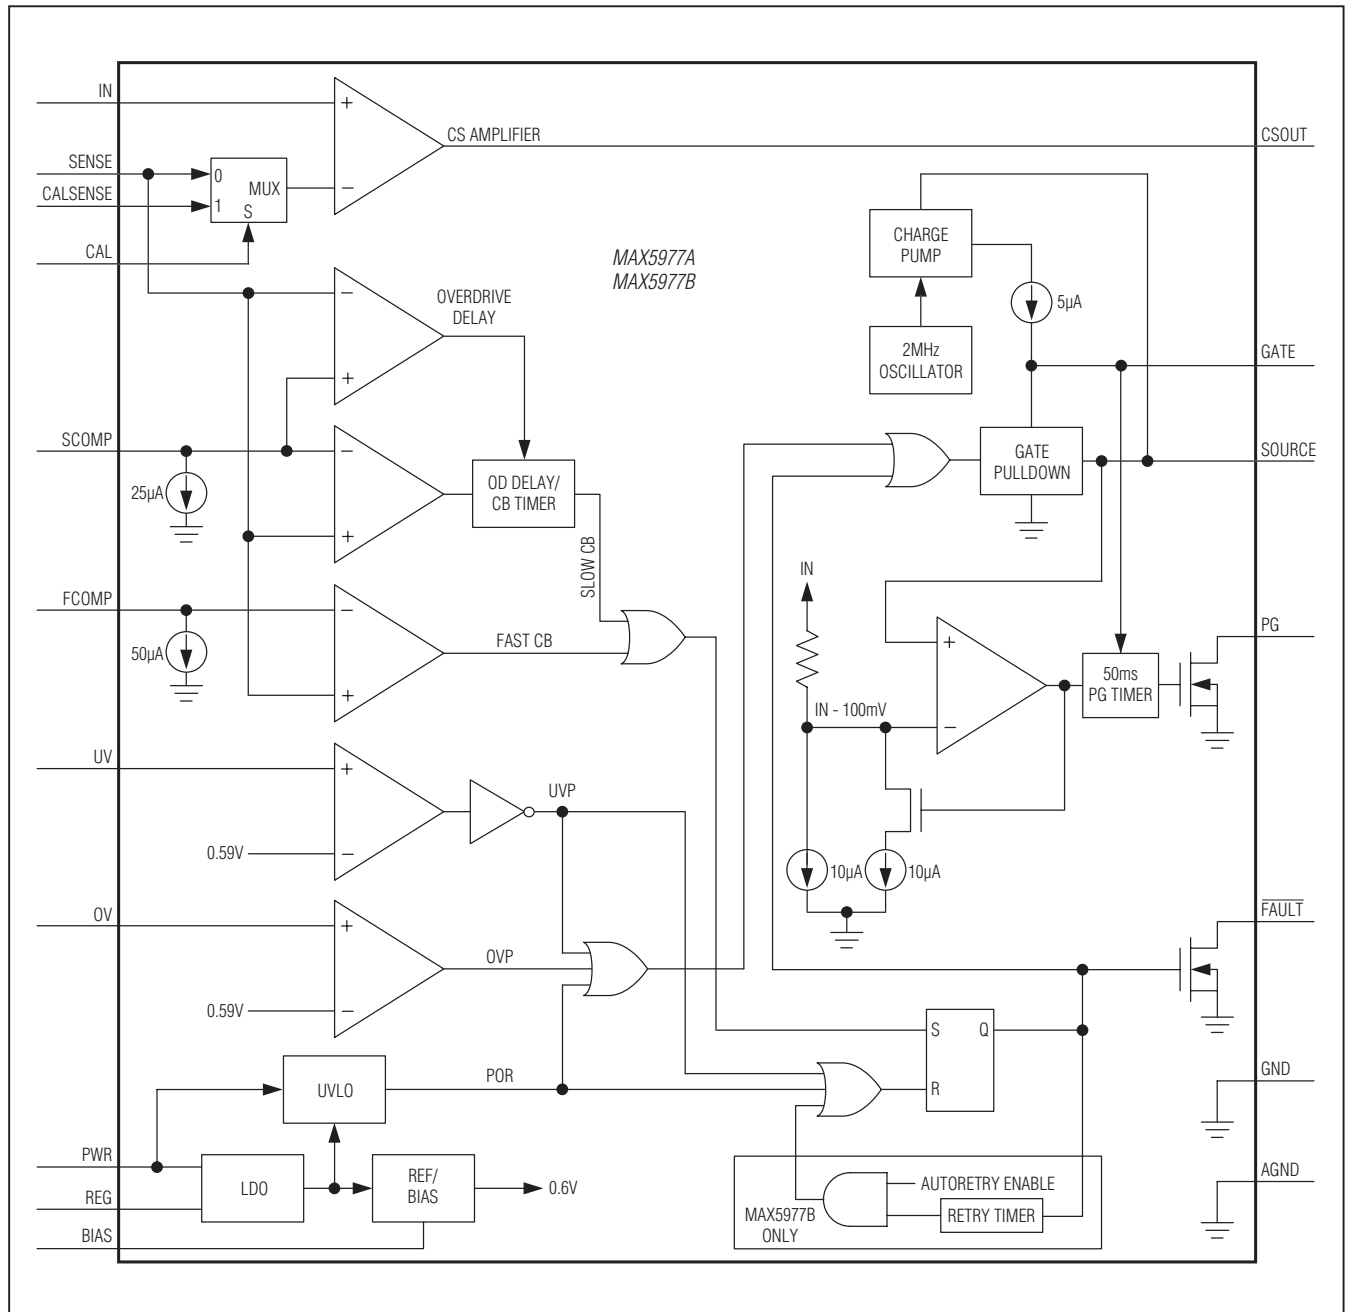 IN
SENSE
CALSENSE
CAL
0
1
MUX
S
+
−
CS AMPLIFIER
CSOUT
MAX5977A
MAX5977B
CHARGE
PUMP
5µA
2MHz
OSCILLATOR
GATE
−
+
OVERDRIVE
DELAY
SCOMP
25µA
−
+
OD DELAY/
CB TIMER
SLOW CB
GATE
PULLDOWN
SOURCE
FCOMP
50µA
−
+
FAST CB
IN
IN - 100mV
+
−
50ms
PG TIMER
PG
10µA
10µA
UV
+
0.59V
−
UVP
OV
+
0.59V
−
OVP
FAULT
S
Q
R
UVLO
POR
GND
PWR
REG
BIAS
LDO
REF/
BIAS
0.6V
MAX5977B
ONLY
AUTORETRY ENABLE
RETRY TIMER
AGND